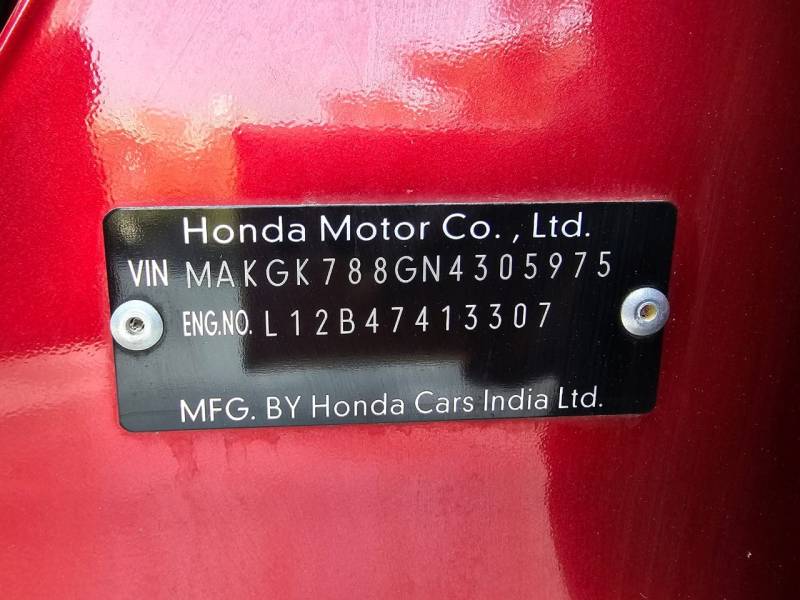 Honda Motor Co., Ltd.
VIN MAKGK788GN4305975
ENG.NO. L12B47413307
MFG. BY Honda Cars India Ltd.